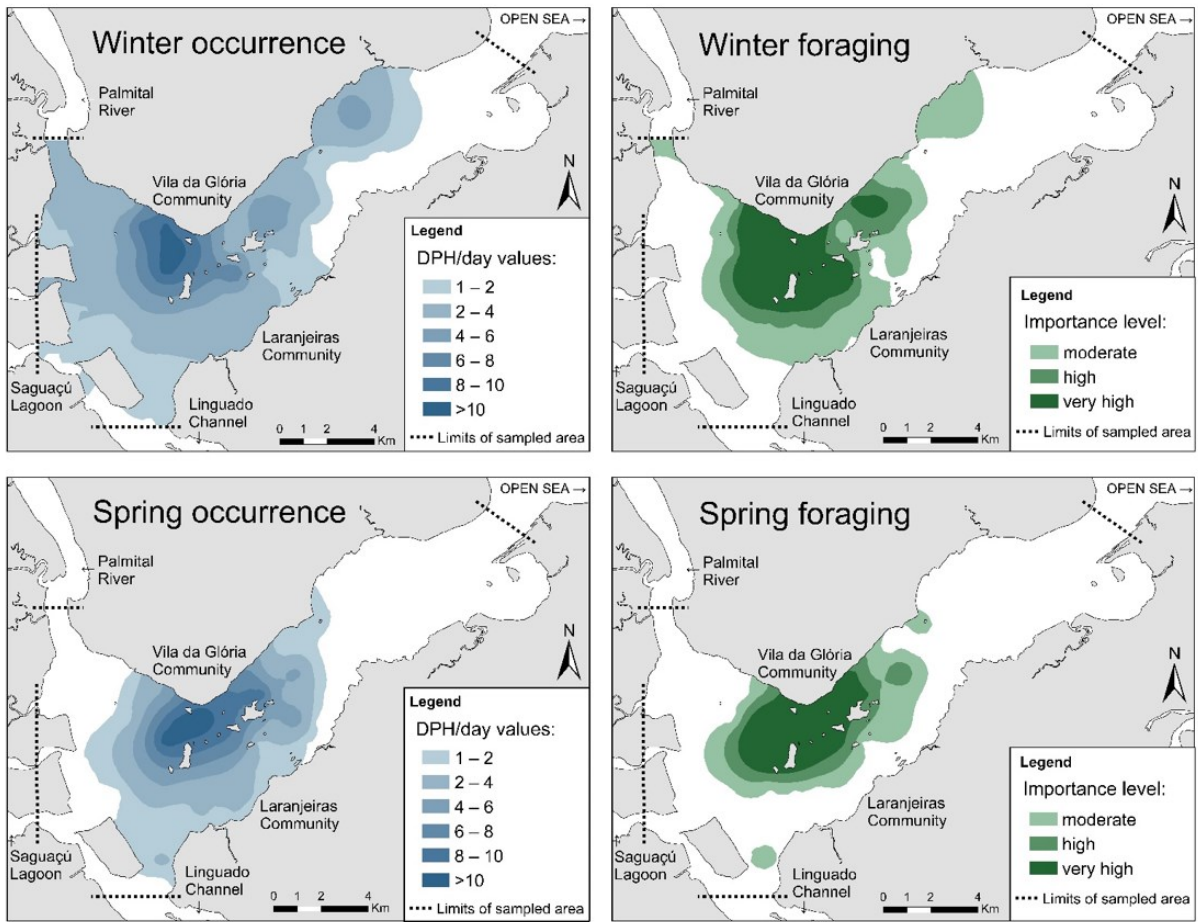 OPEN SEA →
Winter occurrence
Palmital
River
Vila da Glória
Community
N
Legend
DPH/day values:
1 – 2
2 – 4
4 – 6
6 – 8
8 – 10
>10
Laranjeiras
Community
Saguaçú
Lagoon
Linguado
Channel
0 1 2 4
Km
Limits of sampled area
OPEN SEA →
Winter foraging
Palmital
River
Vila da Glória
Community
N
Legend
Importance level:
moderate
high
very high
Laranjeiras
Community
Saguaçú
Lagoon
Linguado
Channel
0 1 2 4
Km
Limits of sampled area
OPEN SEA →
Spring occurrence
Palmital
River
Vila da Glória
Community
N
Legend
DPH/day values:
1 – 2
2 – 4
4 – 6
6 – 8
8 – 10
>10
Laranjeiras
Community
Saguaçú
Lagoon
Linguado
Channel
0 1 2 4
Km
Limits of sampled area
OPEN SEA →
Spring foraging
Palmital
River
Vila da Glória
Community
N
Legend
Importance level:
moderate
high
very high
Laranjeiras
Community
Saguaçú
Lagoon
Linguado
Channel
0 1 2 4
Km
Limits of sampled area